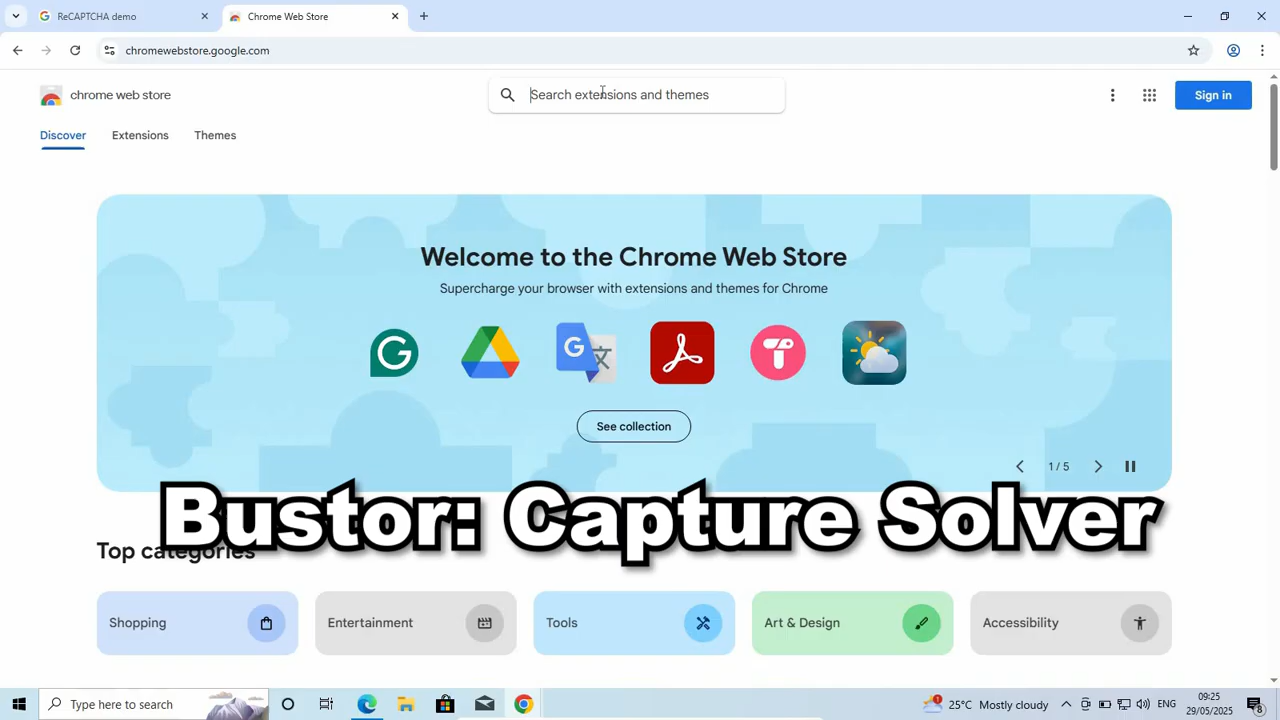 ReCAPTCHA demo
Chrome Web Store
chromewebstore.google.com
chrome web store
Search extensions and themes
Sign in
Discover
Extensions
Themes
Welcome to the Chrome Web Store
Supercharge your browser with extensions and themes for Chrome
See collection
1 / 5
Bustor: Capture Solver
Top categories
Shopping
Entertainment
Tools
Art & Design
Accessibility
Type here to search
25°C Mostly cloudy
ENG
09:25
29/05/2025
8